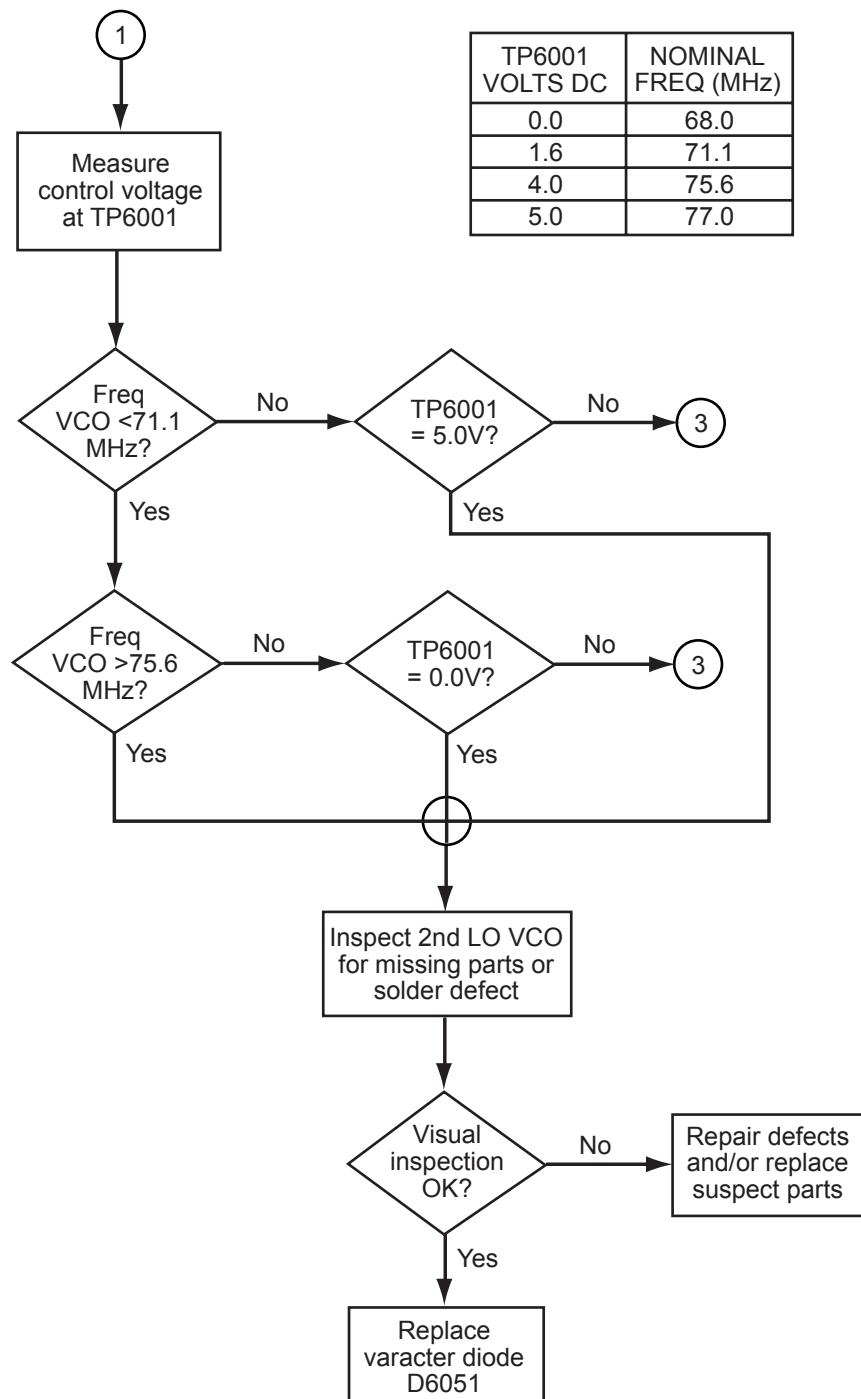 1
TP6001
VOLTS DC
NOMINAL
FREQ (MHz)
0.0
68.0
1.6
71.1
4.0
75.6
5.0
77.0
Measure
control voltage
at TP6001
Freq
VCO <71.1
MHz?
No
TP6001
= 5.0V?
No
3
Yes
Yes
Freq
VCO >75.6
MHz?
No
TP6001
= 0.0V?
No
3
Yes
Yes
Inspect 2nd LO VCO
for missing parts or
solder defect
Visual
inspection
OK?
No
Repair defects
and/or replace
suspect parts
Yes
Replace
varacter diode
D6051